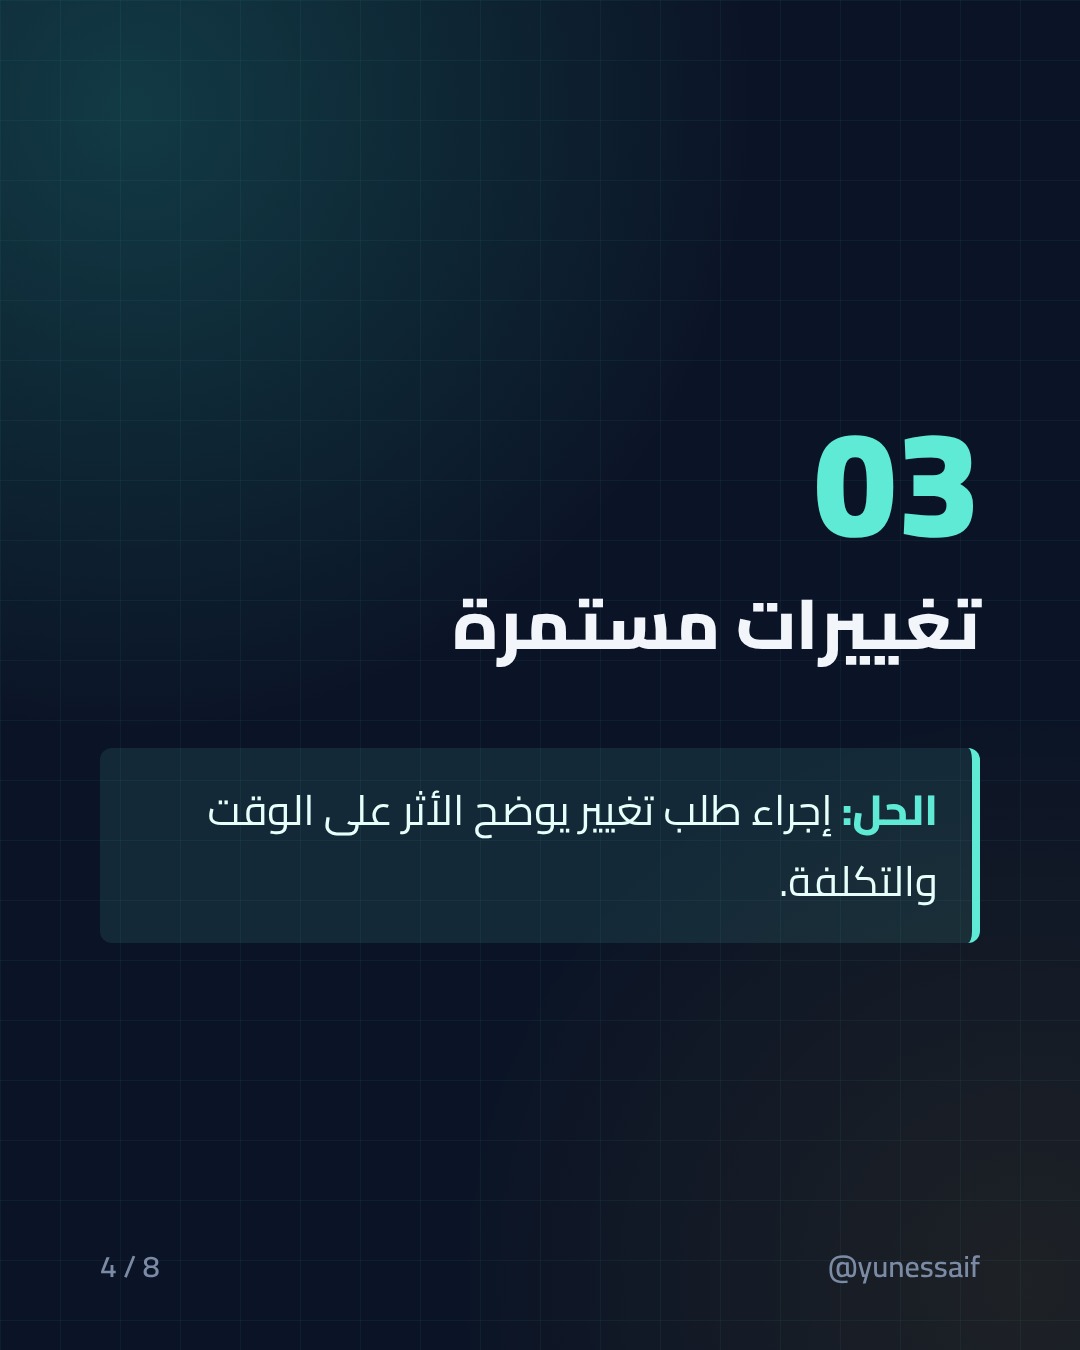 03
تغييرات مستمرة
الحل: إجراء طلب تغيير يوضح الأثر على الوقت
والتكلفة.
@yunessaif
4 / 8